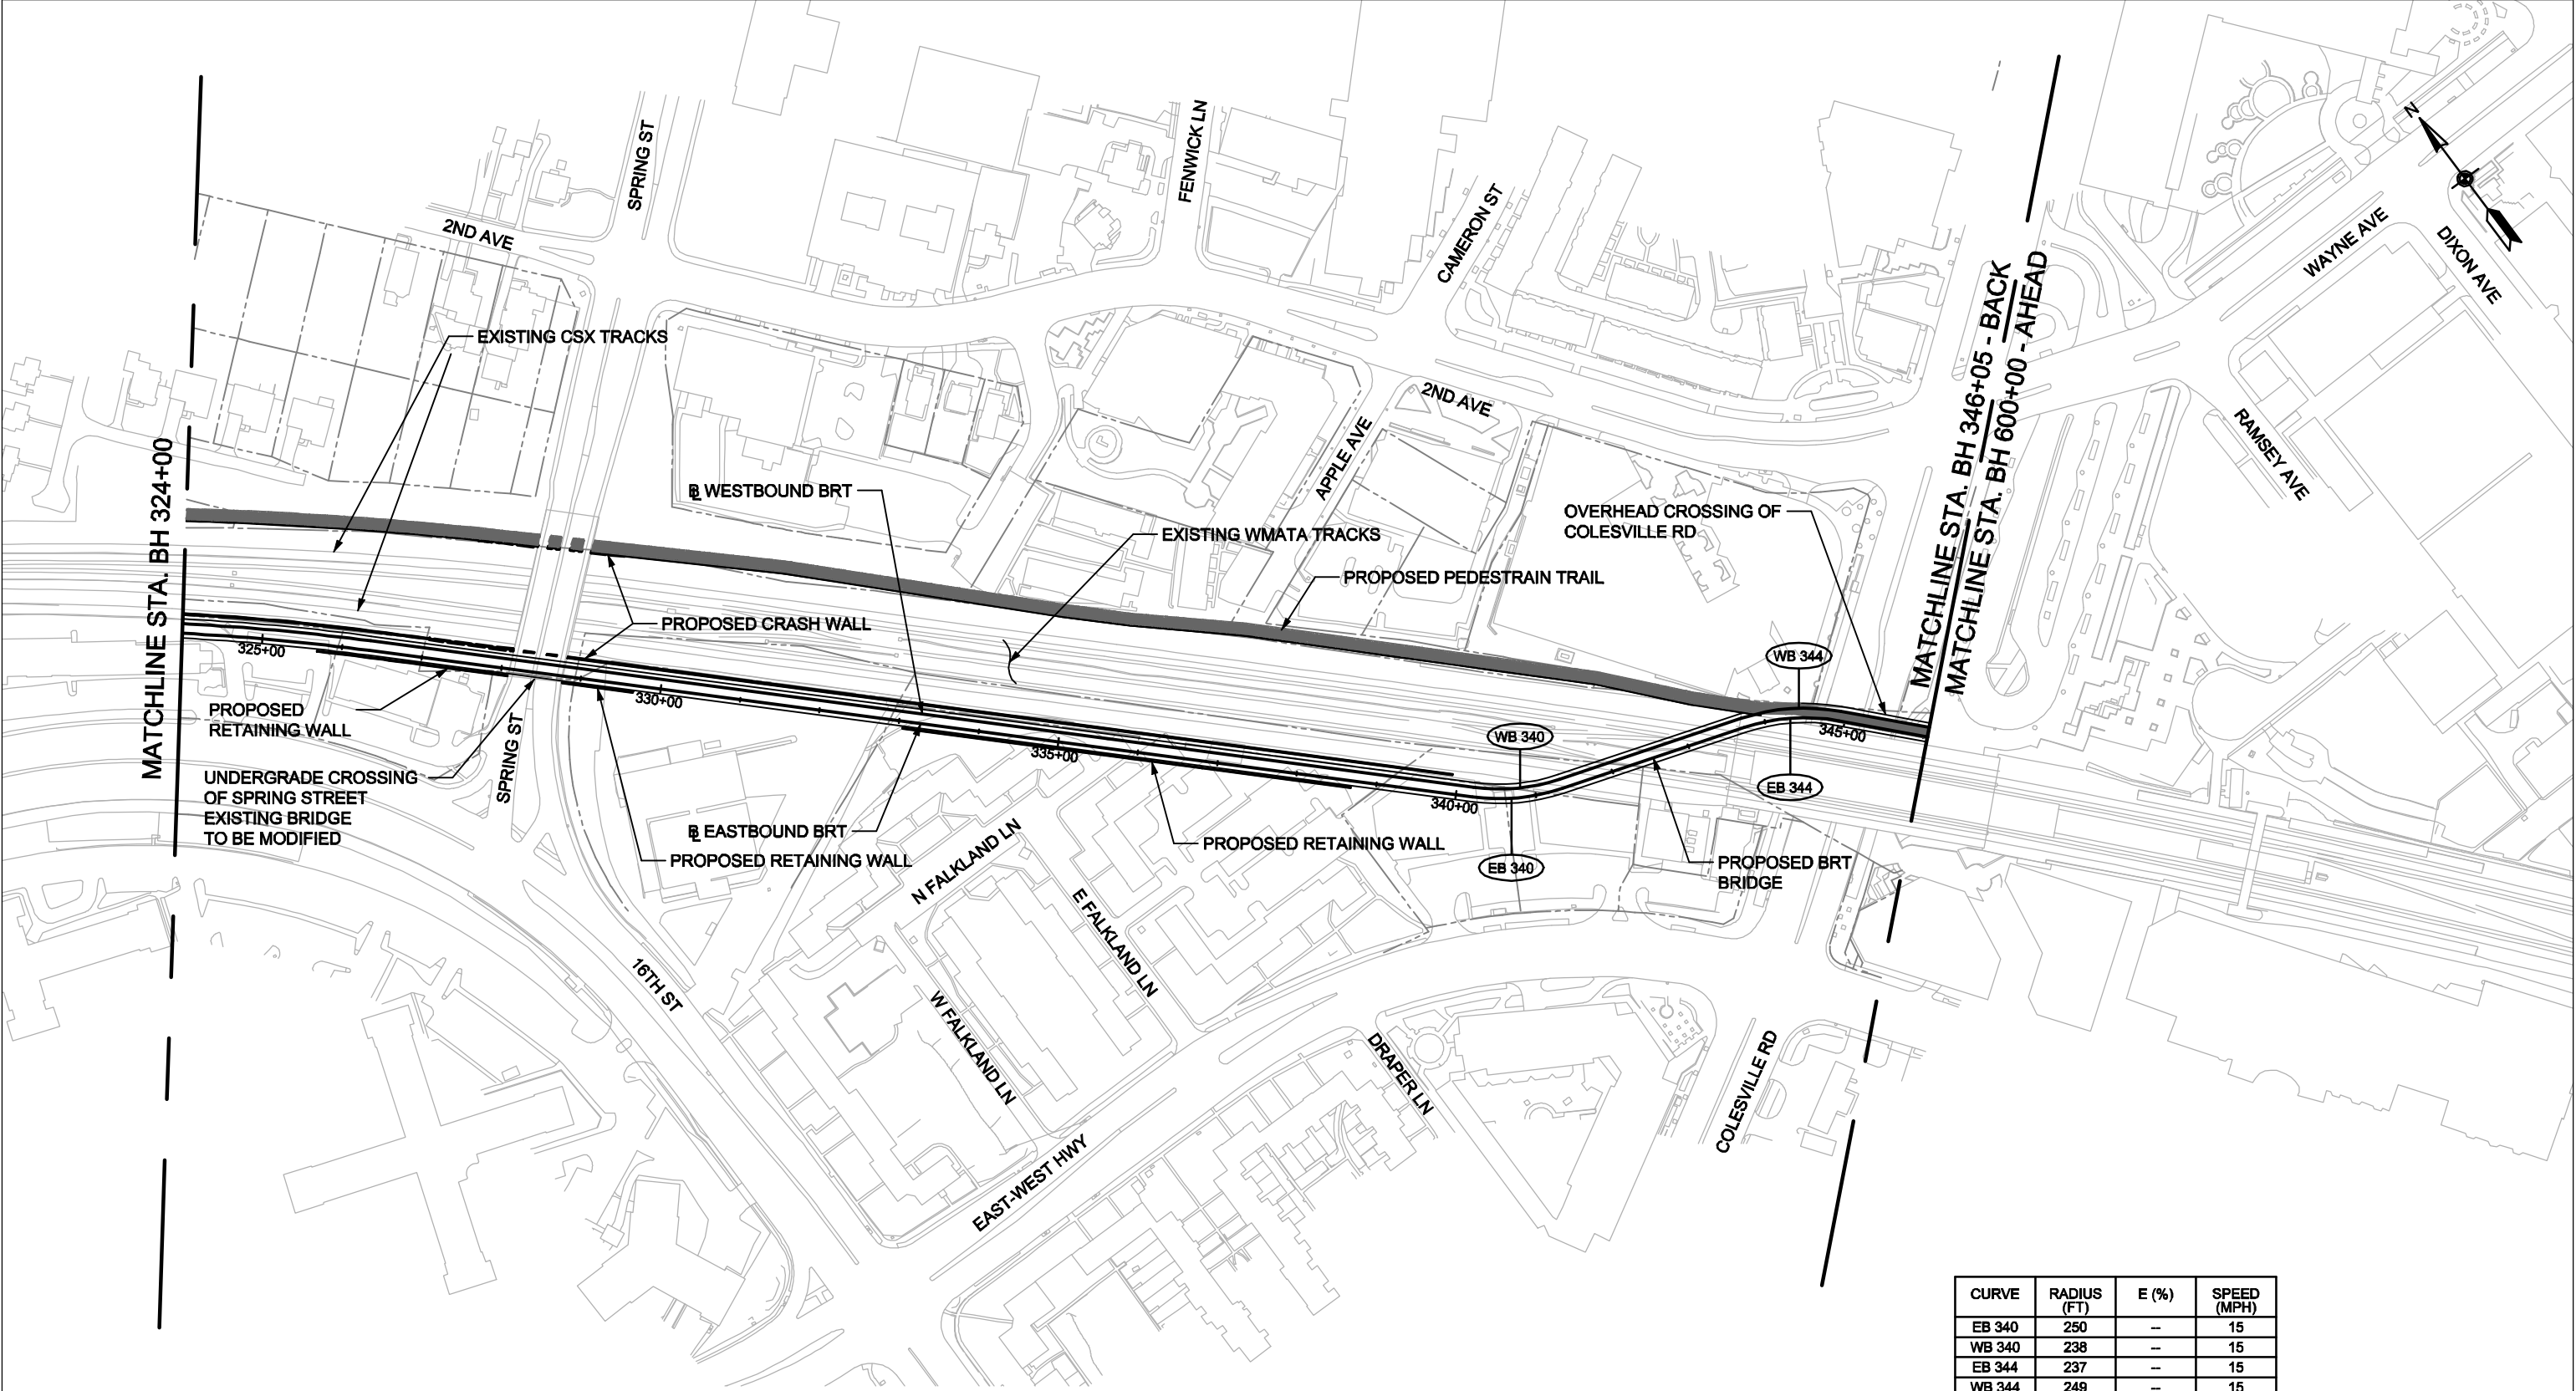 SPRING ST
FENWICK LN
CAMERON ST
2ND AVE
N
WAYNE AVE
DIXON AVE
EXISTING CSX TRACKS
2ND AVE
APPLE AVE
RAMSEY AVE
MATCHLINE STA. BH 324+00
MATCHLINE STA. BH 346+05 - BACK
MATCHLINE STA. BH 600+00 - AHEAD
BL WESTBOUND BRT
EXISTING WMATA TRACKS
OVERHEAD CROSSING OF
COLESVILLE RD
PROPOSED PEDESTRAIN TRAIL
PROPOSED CRASH WALL
325+00
330+00
335+00
340+00
345+00
WB 344
WB 340
EB 344
EB 340
PROPOSED
RETAINING WALL
UNDERGRADE CROSSING
OF SPRING STREET
EXISTING BRIDGE
TO BE MODIFIED
SPRING ST
BL EASTBOUND BRT
PROPOSED RETAINING WALL
PROPOSED RETAINING WALL
PROPOSED BRT
BRIDGE
N FALKLAND LN
E FALKLAND LN
W FALKLAND LN
16TH ST
DRAPER LN
COLESVILLE RD
EAST-WEST HWY
CURVE RADIUS (FT) E (%) SPEED (MPH)
EB 340 250 -- 15
WB 340 238 -- 15
EB 344 237 -- 15
WB 344 249 -- 15